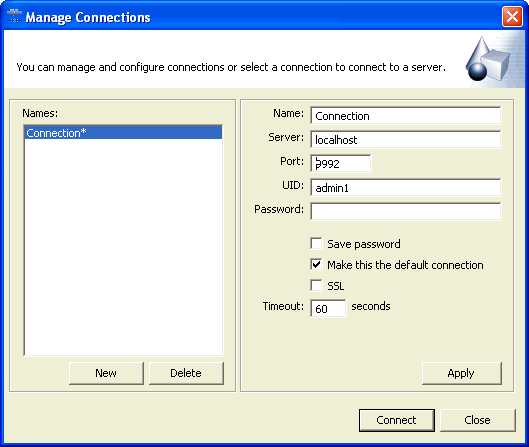 Manage Connections
You can manage and configure connections or select a connection to connect to a server.
Names:
Connection*
New
Delete
Name: Connection
Server: localhost
Port: 9992
UID: admin1
Password:
Save password
Make this the default connection
SSL
Timeout: 60 seconds
Apply
Connect
Close